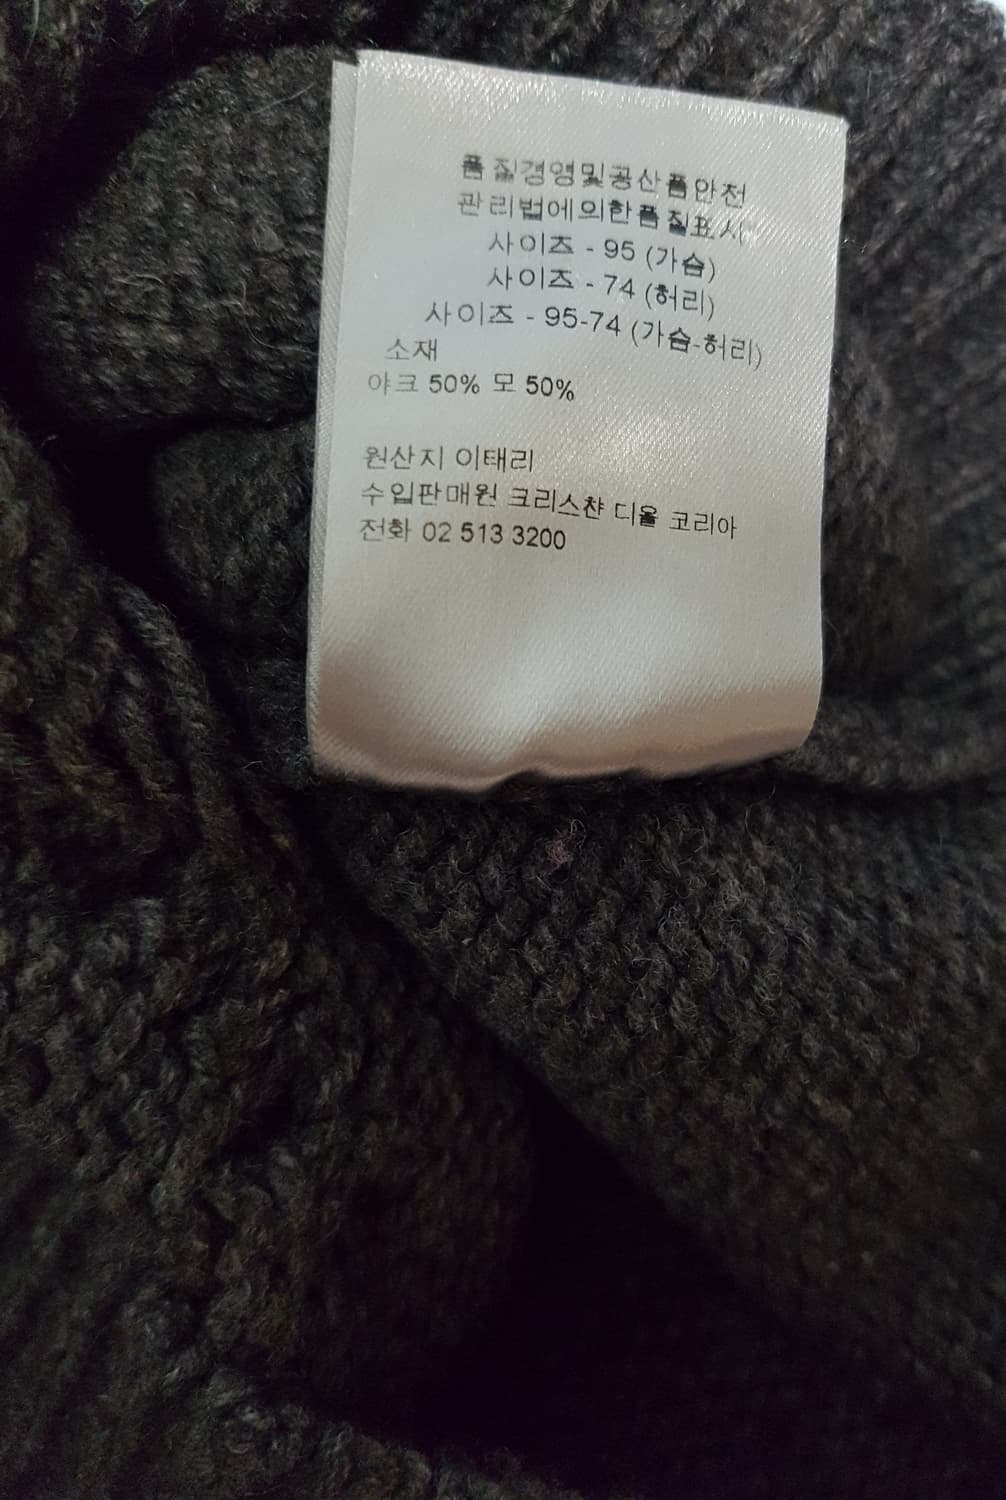 품질경영및공산품안전
관리법에의한품질표시
사이즈 - 95 (가슴)
사이즈 - 74 (허리)
사이즈 - 95-74 (가슴-허리)
소재
야크 50% 모 50%
원산지 이태리
수입판매원 크리스챤 디올 코리아
전화 02 513 3200